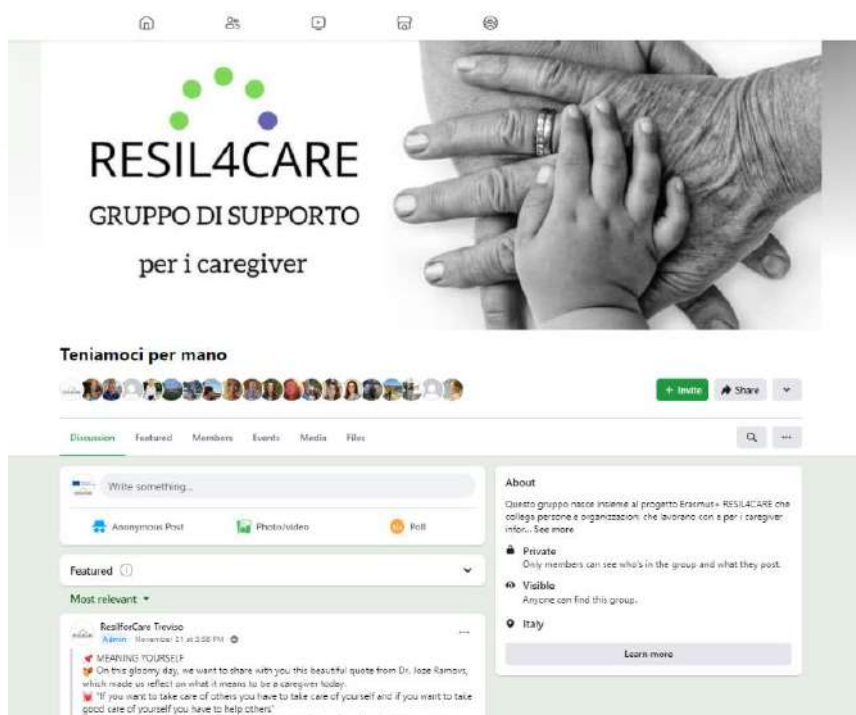 RESIL4CARE
GRUPPO DI SUPPORTO
per i caregiver
Teniamoci per mano
+ Invite
Share
Discussion Featured Members Events Media Files
Write something...
Anonymous Post Photo/video Poll
Featured
Most relevant
ResilforCare Treviso
Admin November 21 at 3:58 PM
MEANING YOURSELF
On this gloomy day, we want to share with you this beautiful quote from Dr. Joze Ramovs,
which made us reflect on what it means to be a caregiver today.
"If you want to take care of others you have to take care of yourself and if you want to take
good care of yourself you have to help others"
About
Questo gruppo nasce insieme al progetto Erasmus+ RESIL4CARE che
collega persone e organizzazioni che lavorano con e per i caregiver
infor... See more
Private
Only members can see who's in the group and what they post.
Visible
Anyone can find this group.
Italy
Learn more